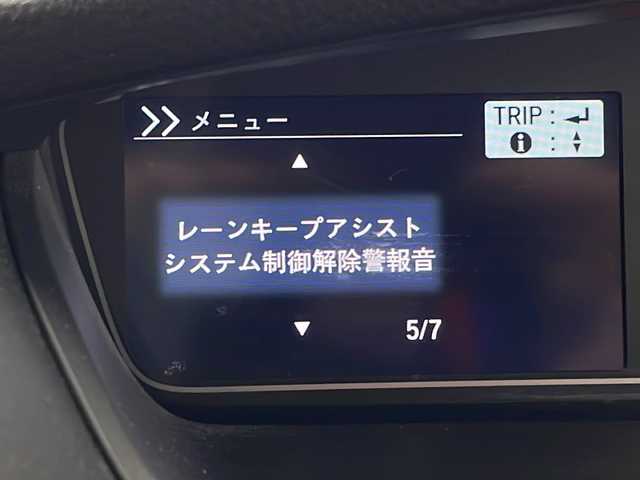 メニュー
TRIP :
i :
レーンキープアシスト
システム制御解除警報音
5/7